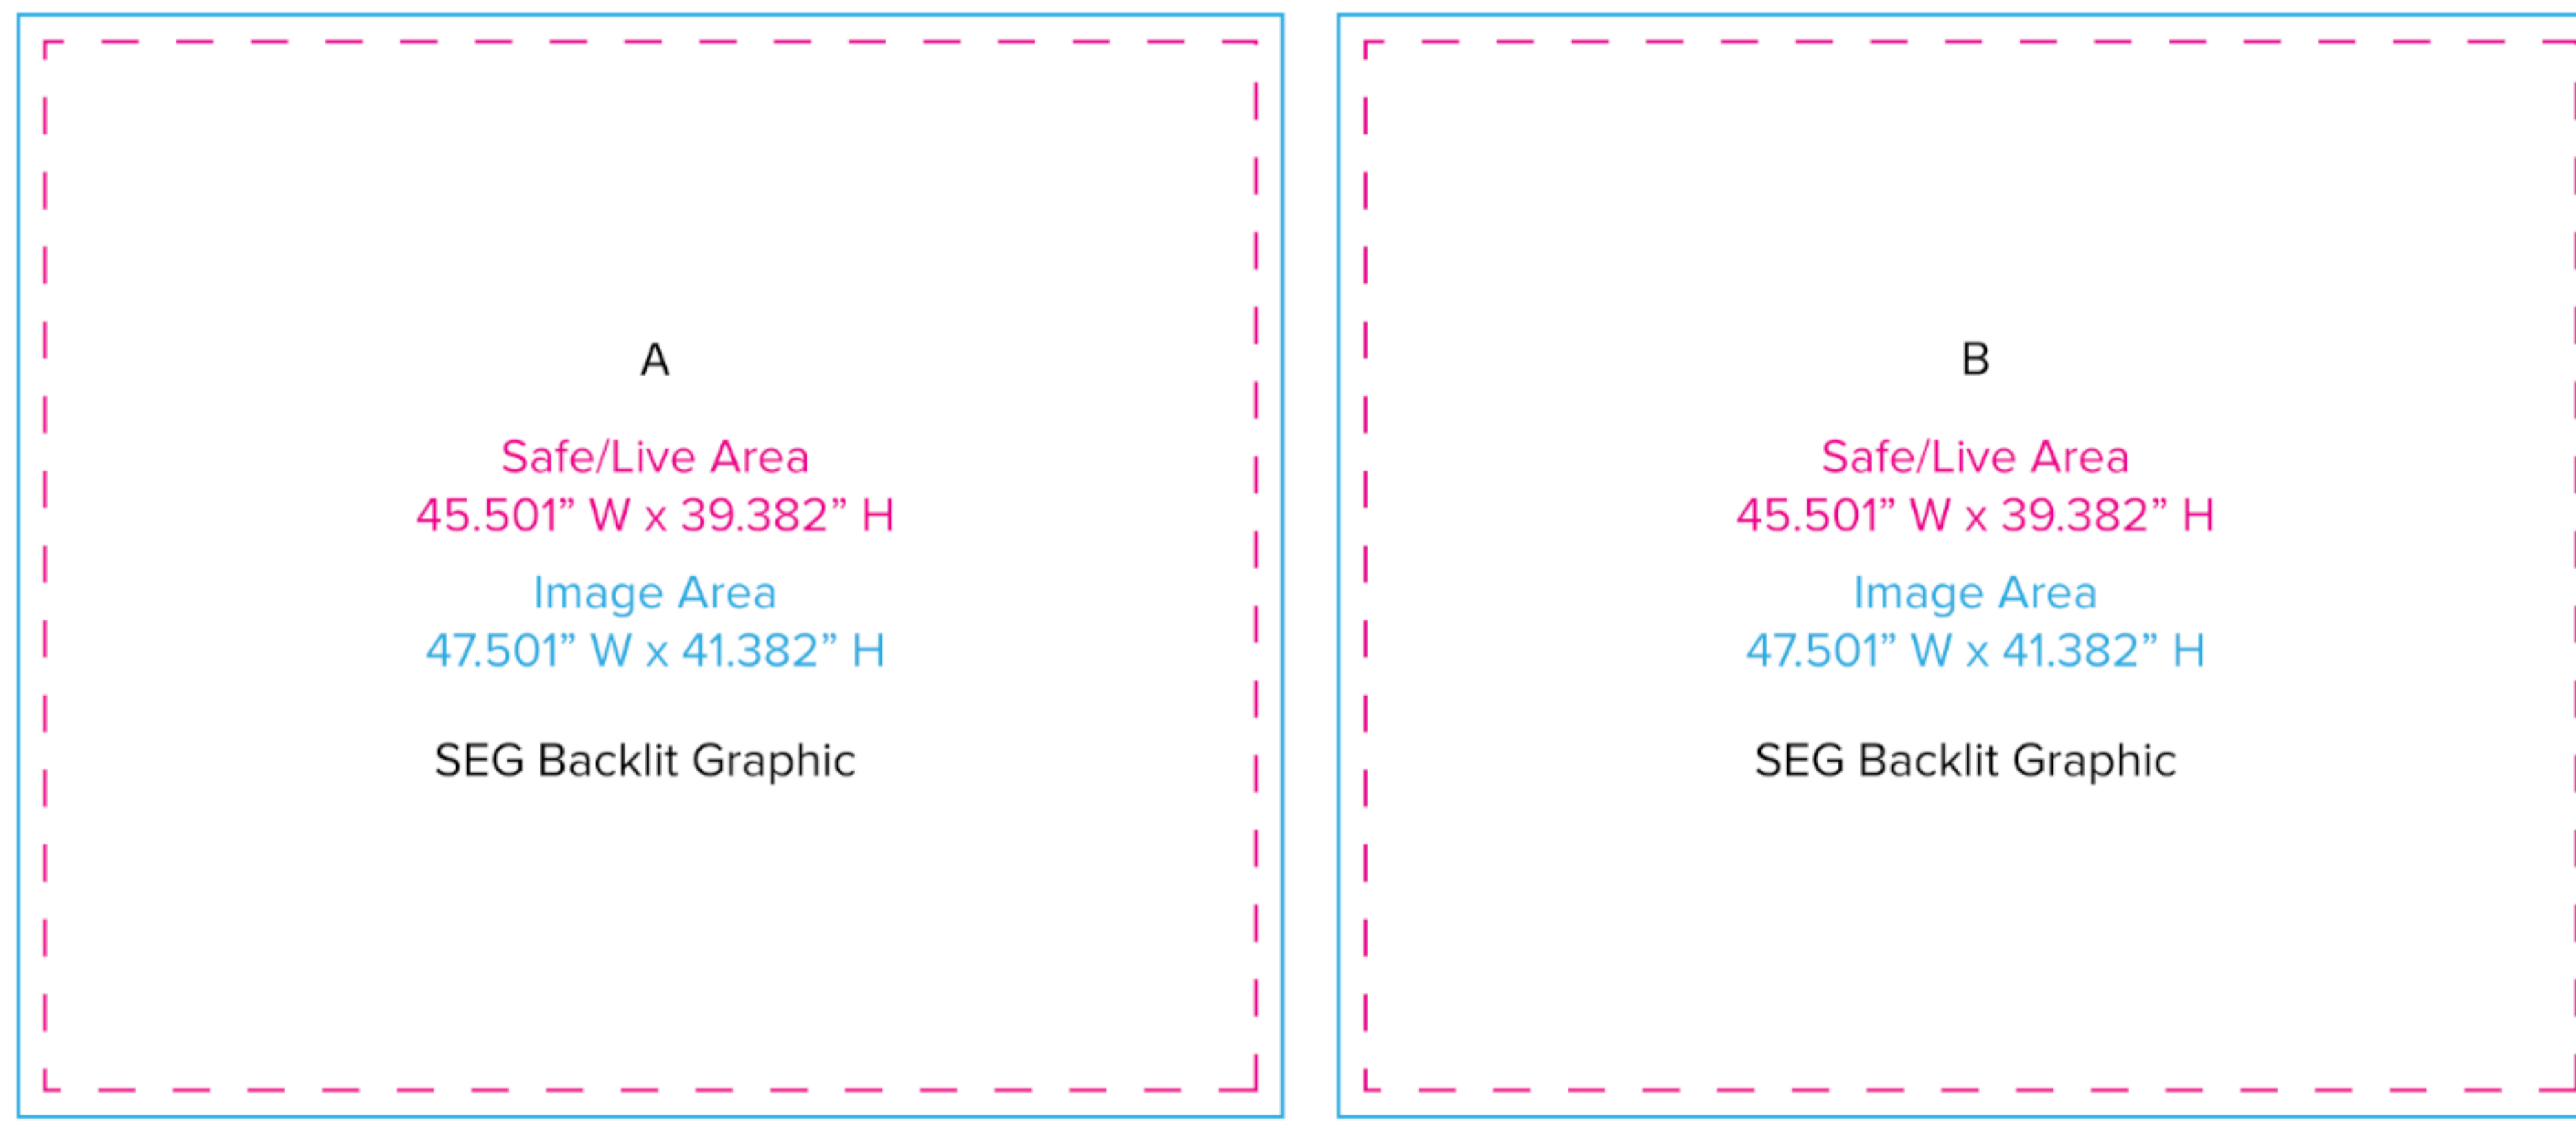 A
Safe/Live Area
45.501” W x 39.382” H
Image Area
47.501” W x 41.382” H
SEG Backlit Graphic
B
Safe/Live Area
45.501” W x 39.382” H
Image Area
47.501” W x 41.382” H
SEG Backlit Graphic